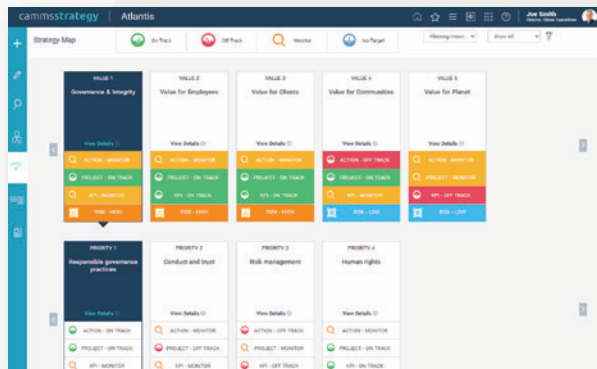 cammsstrategy Atlantis
Joe Smith
Strategy Map
On Track
Off Track
Monitor
No Target
Show All
VALUE 1
Governance & Integrity
View Details
ACTION - MONITOR
PROJECT - ON TRACK
KPI - MONITOR
RISK - HIGH
VALUE 2
Value for Employees
View Details
ACTION - MONITOR
PROJECT - ON TRACK
KPI - ON TRACK
RISK - HIGH
VALUE 3
Value for Clients
View Details
ACTION - MONITOR
PROJECT - ON TRACK
KPI - ON TRACK
RISK - HIGH
VALUE 4
Value for Communities
View Details
ACTION - OFF TRACK
PROJECT - ON TRACK
KPI - MONITOR
RISK - LOW
VALUE 5
Value for Planet
View Details
ACTION - MONITOR
PROJECT - MONITOR
KPI - OFF TRACK
RISK - LOW
PRIORITY 1
Responsible governance
practices
View Details
ACTION - ON TRACK
PROJECT - ON TRACK
KPI - MONITOR
PRIORITY 2
Conduct and trust
View Details
ACTION - MONITOR
PROJECT - OFF TRACK
KPI - MONITOR
PRIORITY 3
Risk management
View Details
ACTION - OFF TRACK
PROJECT - MONITOR
KPI - OFF TRACK
PRIORITY 4
Human rights
View Details
ACTION - MONITOR
PROJECT - ON TRACK
KPI - ON TRACK